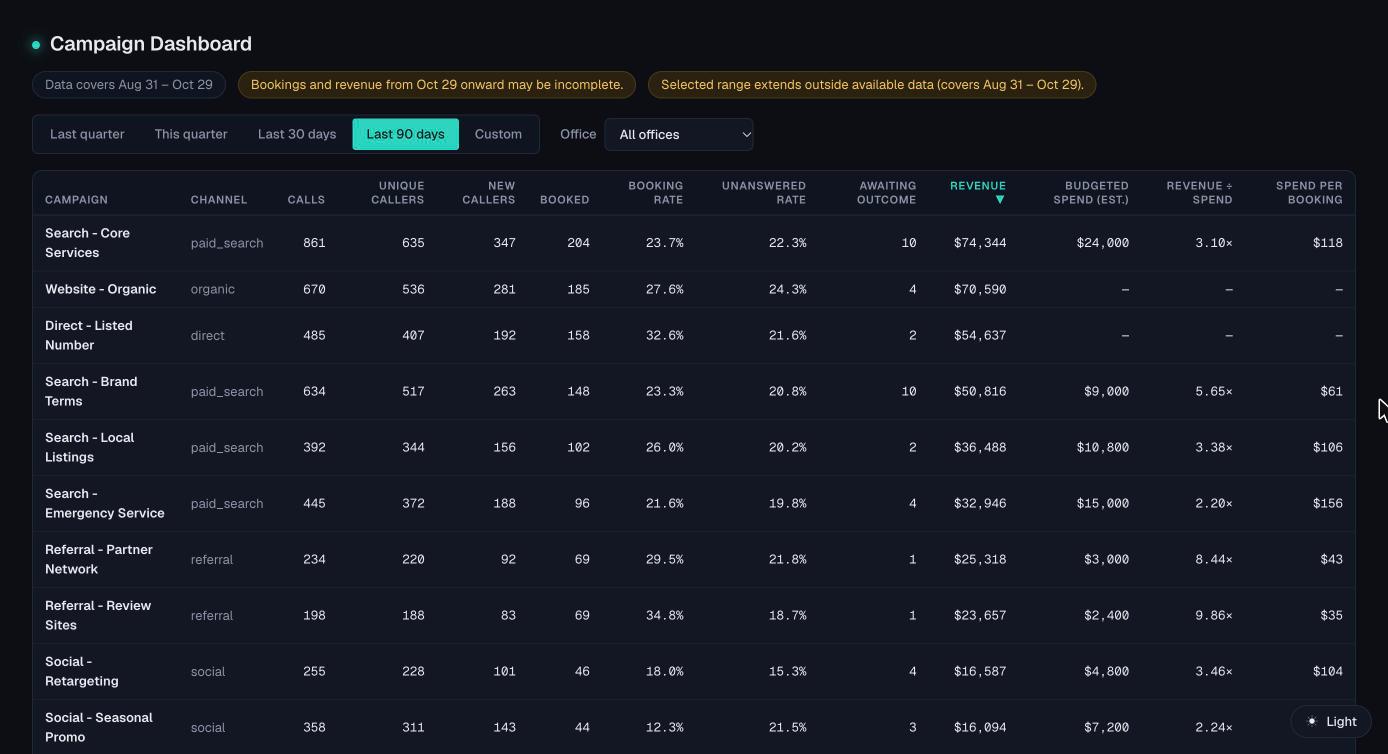 Campaign Dashboard
Data covers Aug 31 – Oct 29
Bookings and revenue from Oct 29 onward may be incomplete.
Selected range extends outside available data (covers Aug 31 – Oct 29).
Last quarter This quarter Last 30 days Last 90 days Custom Office All offices
CAMPAIGN CHANNEL CALLS UNIQUE CALLERS NEW CALLERS BOOKED BOOKING RATE UNANSWERED RATE AWAITING OUTCOME REVENUE ▼ BUDGETED SPEND (EST.) REVENUE ÷ SPEND SPEND PER BOOKING
Search - Core Services paid_search 861 635 347 204 23.7% 22.3% 10 $74,344 $24,000 3.10× $118
Website - Organic organic 670 536 281 185 27.6% 24.3% 4 $70,590 – – –
Direct - Listed Number direct 485 407 192 158 32.6% 21.6% 2 $54,637 – – –
Search - Brand Terms paid_search 634 517 263 148 23.3% 20.8% 10 $50,816 $9,000 5.65× $61
Search - Local Listings paid_search 392 344 156 102 26.0% 20.2% 2 $36,488 $10,800 3.38× $106
Search - Emergency Service paid_search 445 372 188 96 21.6% 19.8% 4 $32,946 $15,000 2.20× $156
Referral - Partner Network referral 234 220 92 69 29.5% 21.8% 1 $25,318 $3,000 8.44× $43
Referral - Review Sites referral 198 188 83 69 34.8% 18.7% 1 $23,657 $2,400 9.86× $35
Social - Retargeting social 255 228 101 46 18.0% 15.3% 4 $16,587 $4,800 3.46× $104
Social - Seasonal Promo social 358 311 143 44 12.3% 21.5% 3 $16,094 $7,200 2.24×
Light